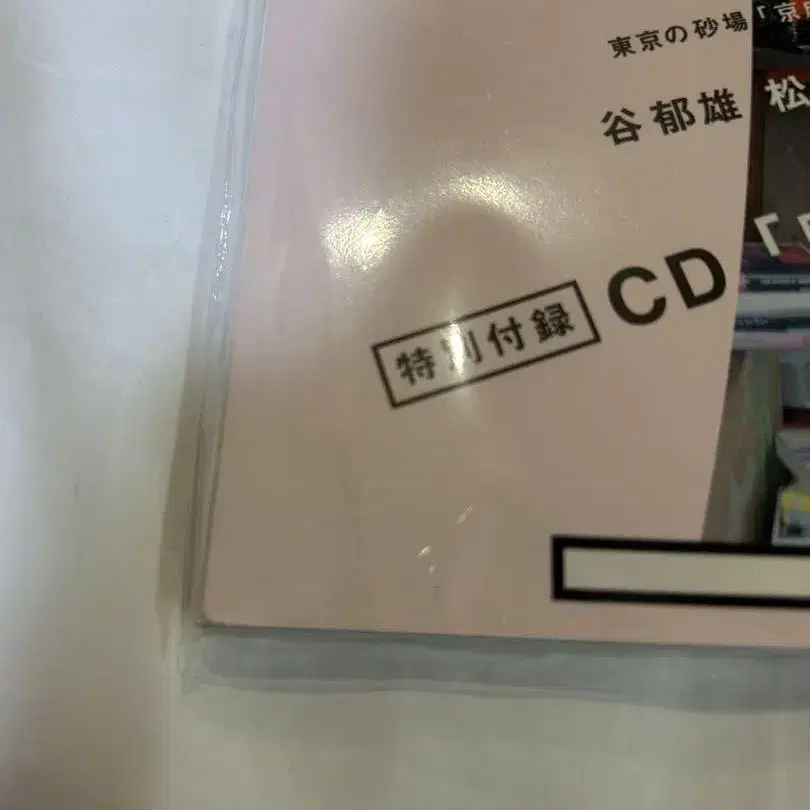 東京の砂場「京
谷郁雄 松
特別付録 CD「